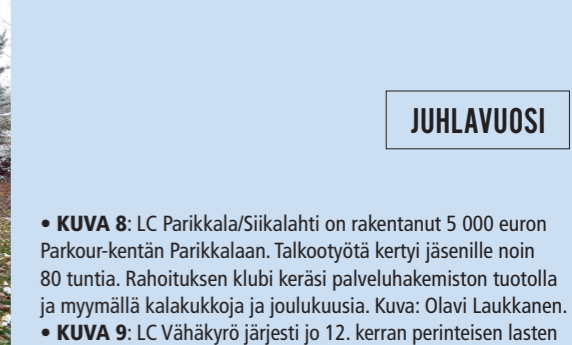 JUHLAVUOSI
• KUVA 8: LC Parikkala/Siikalahti on rakentanut 5 000 euron
Parkour-kentän Parikkalaan. Talkootyötä kertyi jäsenille noin
80 tuntia. Rahoituksen klubi keräsi palveluhakemiston tuotolla
ja myymällä kalakukkoja ja joulukuusia. Kuva: Olavi Laukkanen.
• KUVA 9: LC Vähäkyrö järjesti jo 12. kerran perinteisen lasten